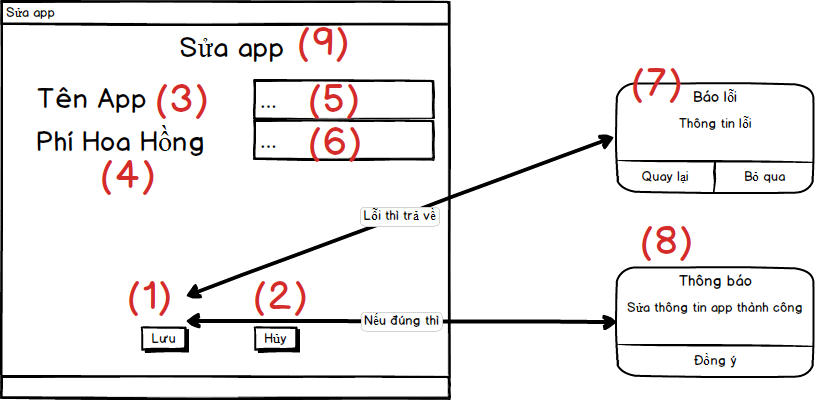 Sửa app
Sửa app (9)
Tên App (3)
... (5)
Phí Hoa Hồng
(4)
... (6)
(7)
Báo lỗi
Thông tin lỗi
Quay lại
Bỏ qua
Lỗi thì trả về
(8)
Thông báo
Sửa thông tin app thành công
Đồng ý
Nếu đúng thì
(1)
(2)
Lưu
Hủy